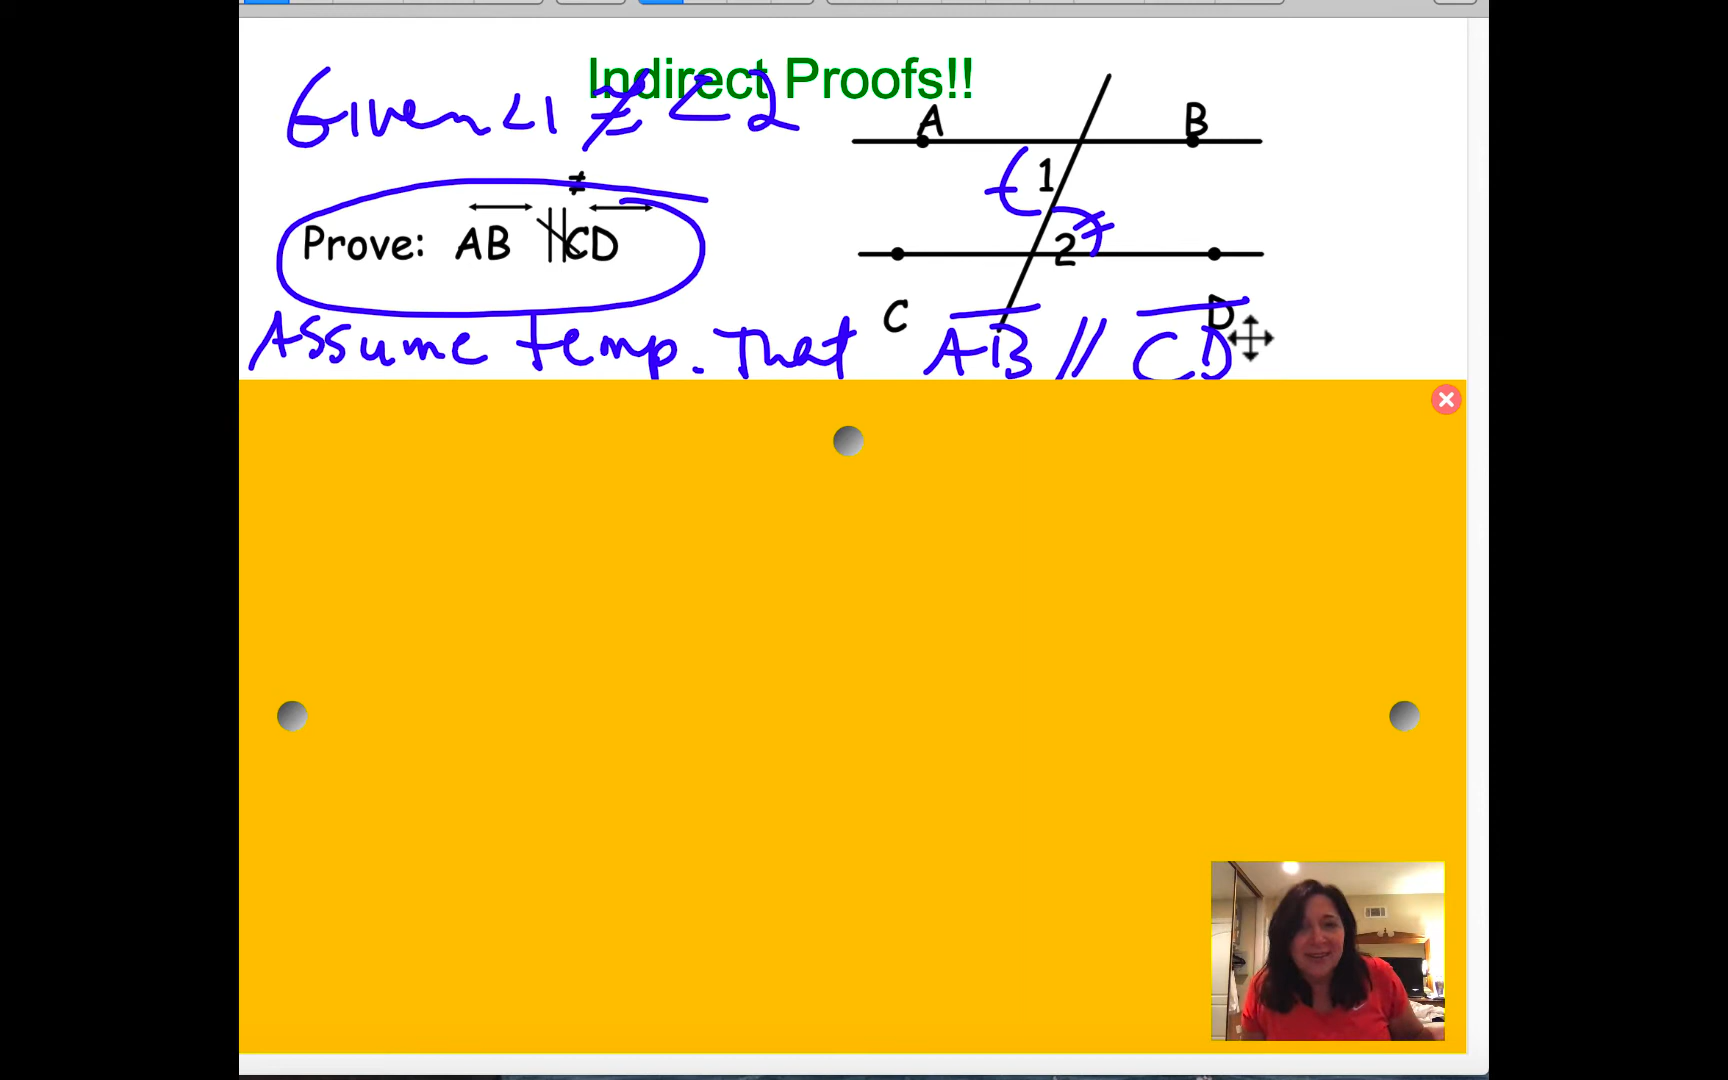 Indirect Proofs!!
Given <1 ≇ <2
A B
1
≠
Prove: AB ∦ CD
2
C D
Assume temp. that AB // CD